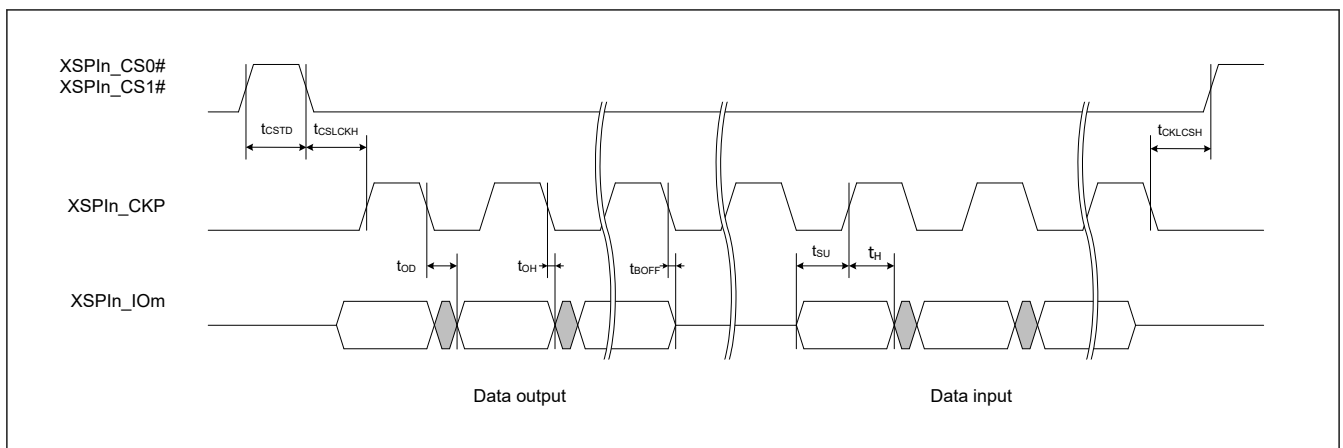 XSPIn_CS0#
XSPIn_CS1#
tCSTD
tCSLCKH
tCKLCSH
XSPIn_CKP
tOD
tOH
tBOFF
tSU
tH
XSPIn_IOm
Data output
Data input